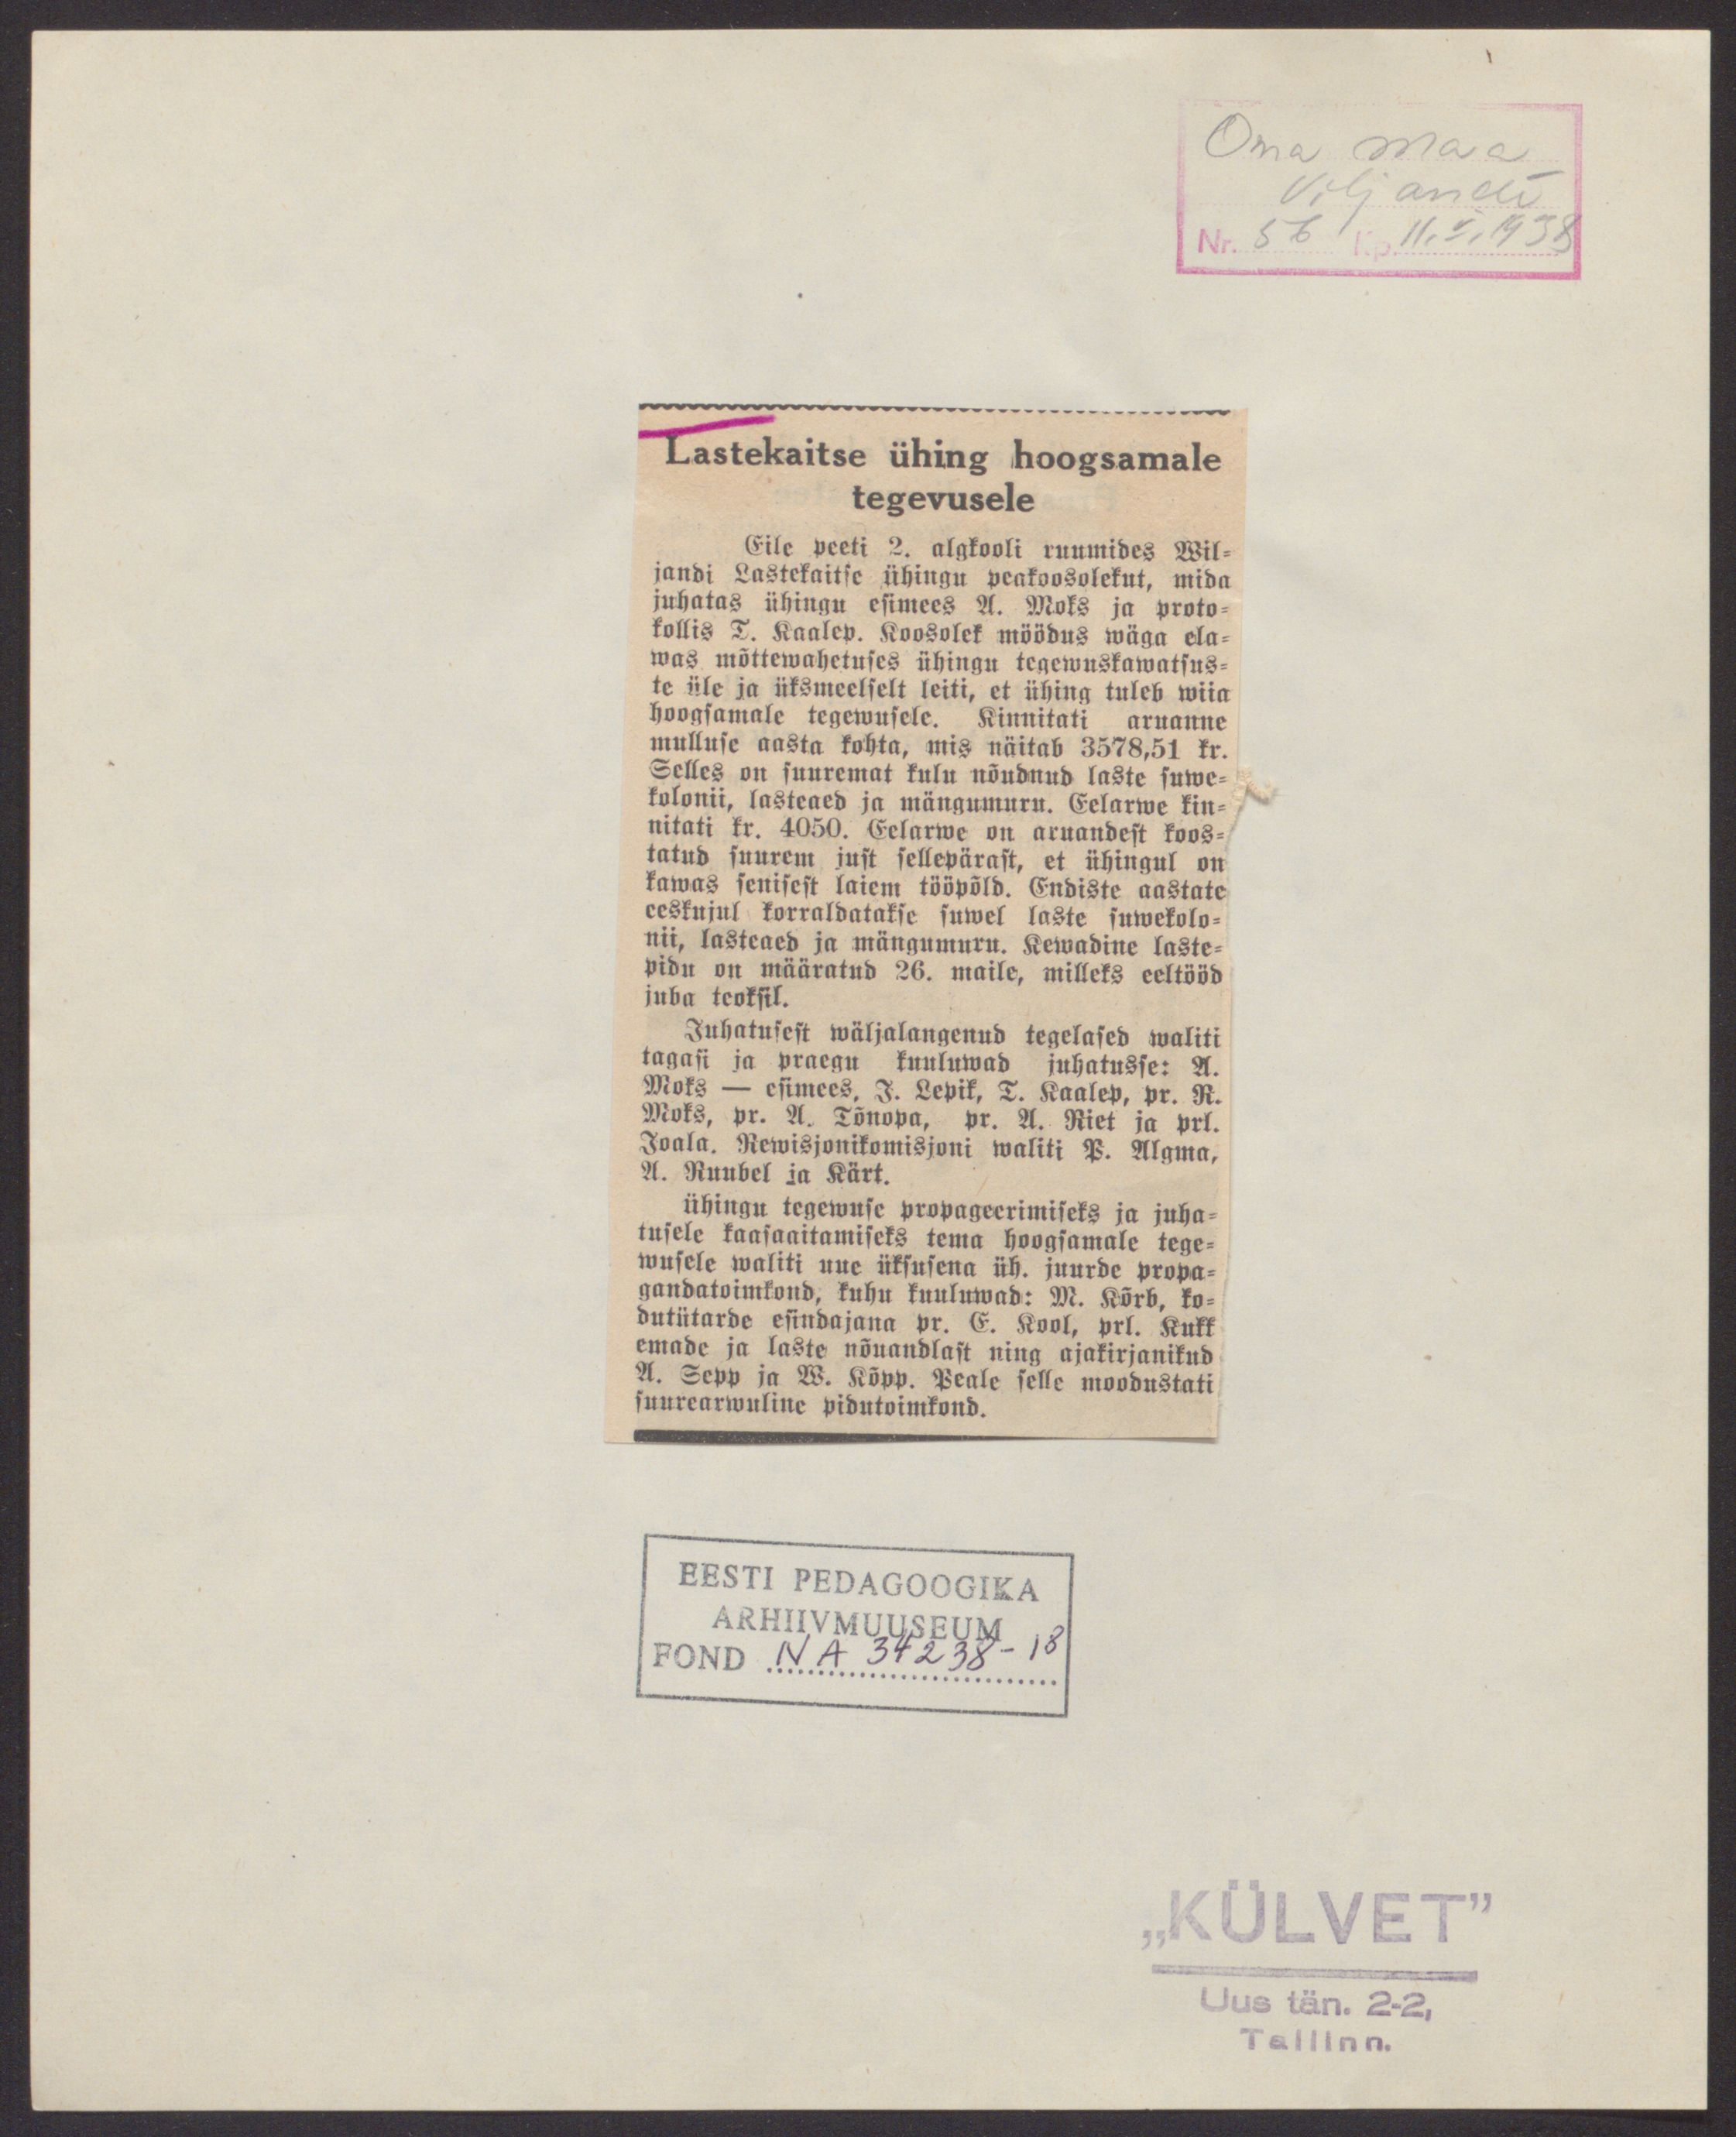 Oma Maa
Viljandi
Nr. 56 Kp. 11.V.1938
Lastekaitse ühing hoogsamale
tegevusele
Eile peeti 2. algkooli ruumides Wil-
jandi Lastekaitse ühingu peakoosolekut, mida
juhatas ühingu esimees A. Moks ja proto-
kollis T. Kaalep. Koosolek möödus wäga ela-
was mõttewahetuses ühingu tegewuskawatsus-
te üle ja üksmeelselt leiti, et ühing tuleb wiia
hoogsamale tegewusele. Kinnitati aruanne
mulluse aasta kohta, mis näitab 3578,51 kr.
Selles on suuremat kulu nõudnud laste suwe-
kolonii, lasteaed ja mängumuru. Eelarwe kin-
nitati kr. 4050. Eelarwe on aruandest koos-
tatud suurem just sellepärast, et ühingul on
kawas senisest laiem tööpõld. Endiste aastate
eeskujul korraldatakse suwel laste suwekolo-
nii, lasteaed ja mängumuru. Kewadine laste-
pidu on määratud 26. maile, milleks eeltööd
juba teoksil.
Juhatusest wäljalangenud tegelased waliti
tagasi ja praegu kuuluwad juhatusse: A.
Moks — esimees, J. Lepik, T. Kaalep, pr. R.
Moks, pr. A. Tõnopa, pr. A. Riet ja prl.
Joala. Rewisjonikomisjoni waliti P. Algma,
A. Ruubel ja Kärt.
ühingu tegewuse propageerimiseks ja juha-
tusele kaasaaitamiseks tema hoogsamale tege-
wusele waliti uue üksusena üh. juurde propa-
gandatoimkond, kuhu kuuluwad: M. Kõrb, ko-
dutütarde esindajana pr. E. Kool, prl. Kukk
emade ja laste nõuandlast ning ajakirjanikud
A. Sepp ja W. Kõpp. Peale selle moodustati
suurearwuline pidutoimkond.
EESTI PEDAGOOGIKA
ARHIIVMUUSEUM
FOND NA 34238-18
„KÜLVET”
Uus tän. 2-2,
Tallinn.